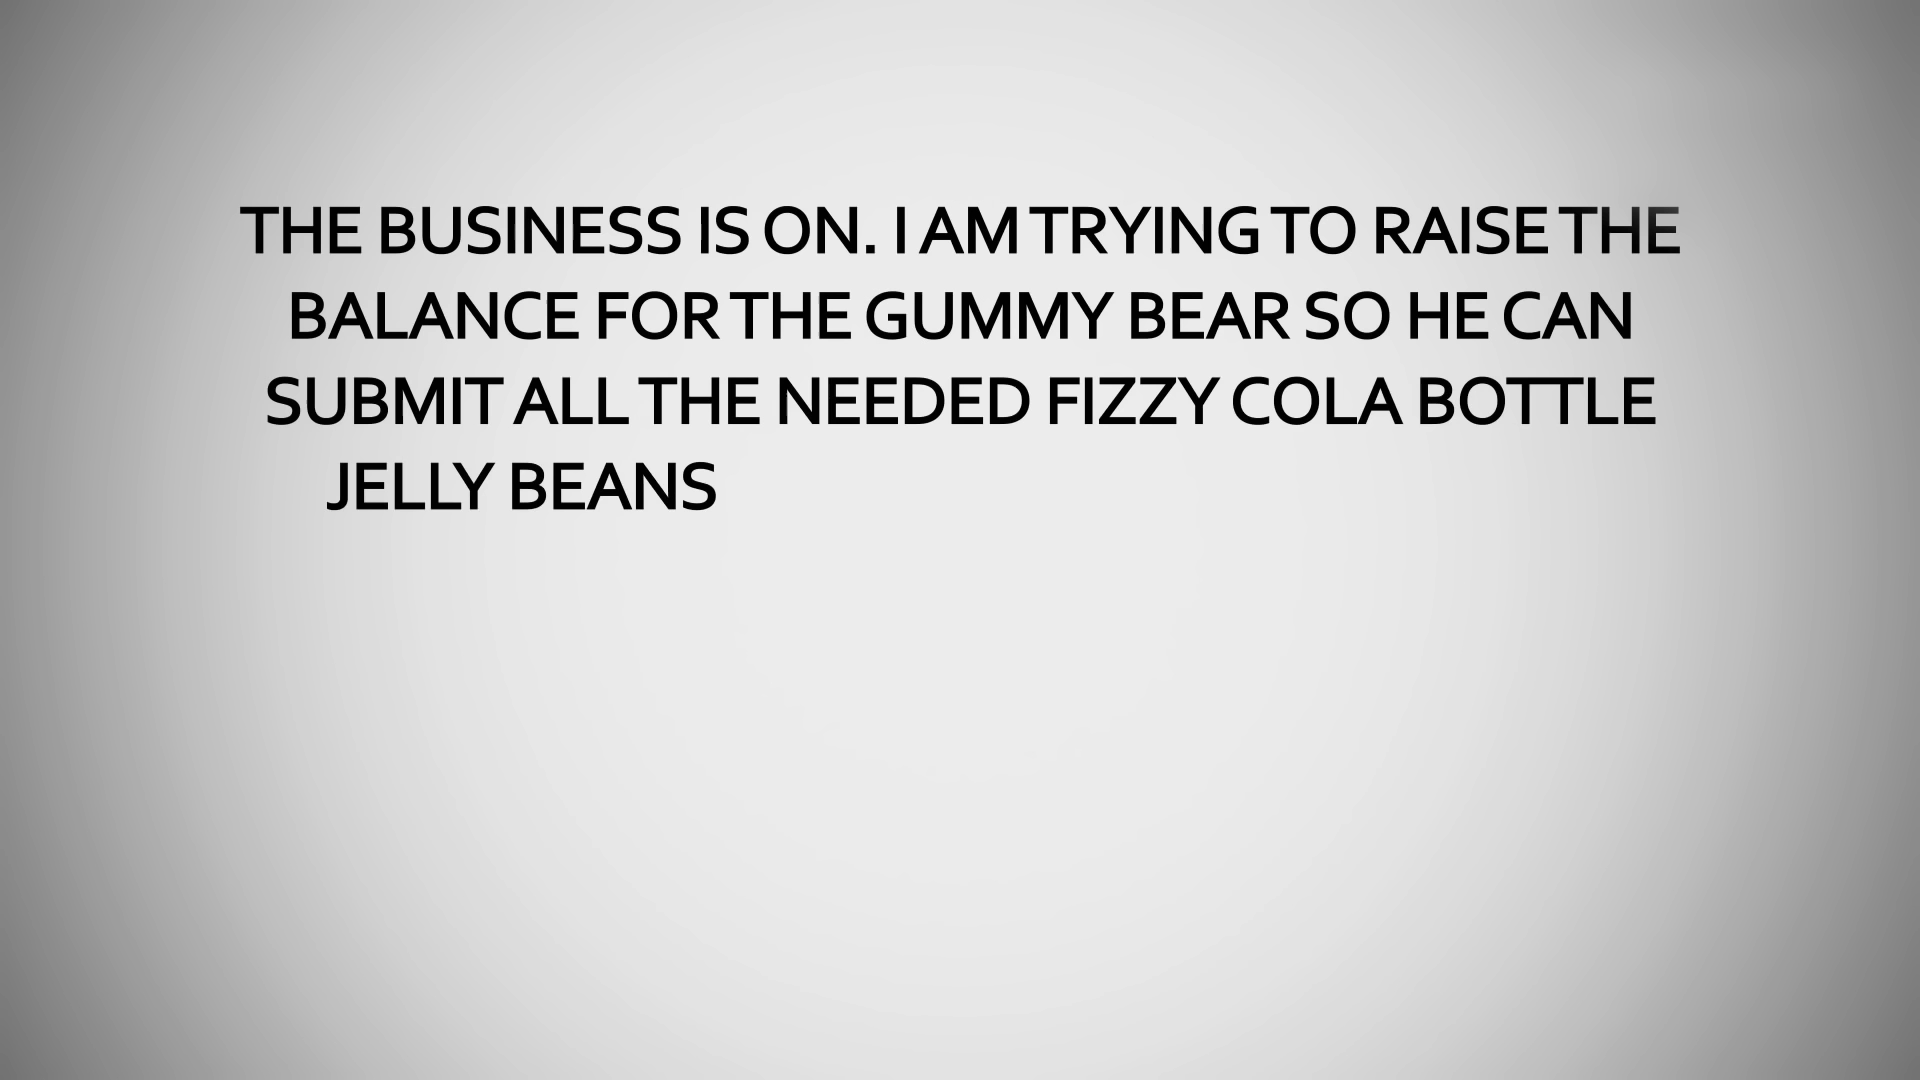 THE BUSINESS IS ON. I AM TRYING TO RAISE THE
BALANCE FOR THE GUMMY BEAR SO HE CAN
SUBMIT ALL THE NEEDED FIZZY COLA BOTTLE
JELLY BEANS